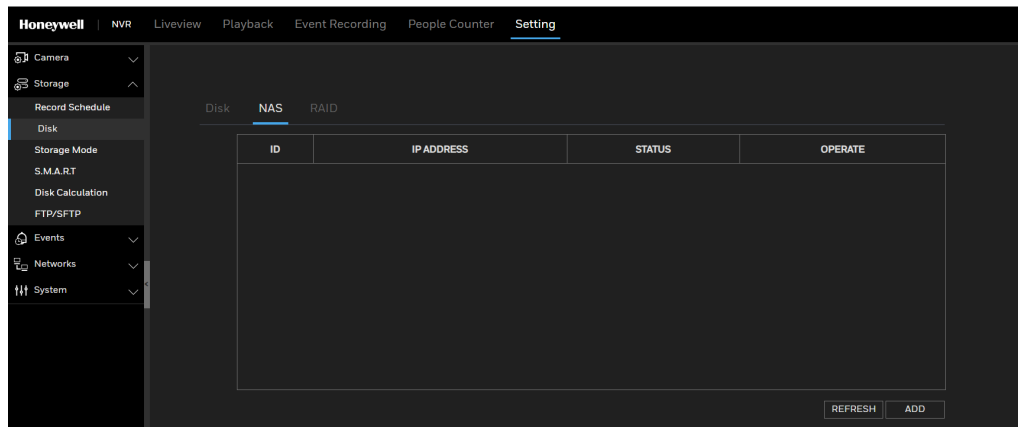 Honeywell | NVR Liveview Playback Event Recording People Counter Setting
Camera
Storage
Record Schedule
Disk
Storage Mode
S.M.A.R.T
Disk Calculation
FTP/SFTP
Events
Networks
System
Disk NAS RAID
ID IP ADDRESS STATUS OPERATE
REFRESH ADD